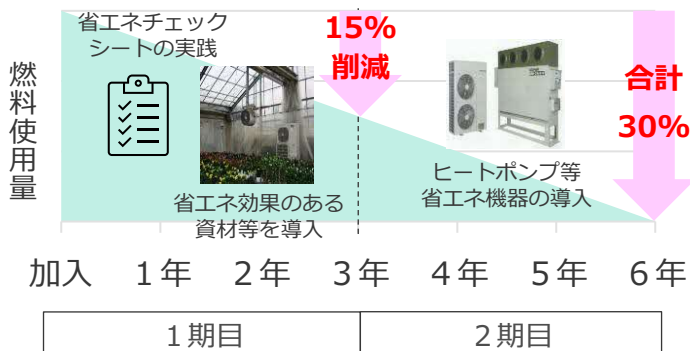 省エネチェック
シートの実践
15%
削減
合計
30%
燃料使用量
省エネ効果のある
資材等を導入
ヒートポンプ等
省エネ機器の導入
加入 1年 2年 3年 4年 5年 6年
1期目 2期目